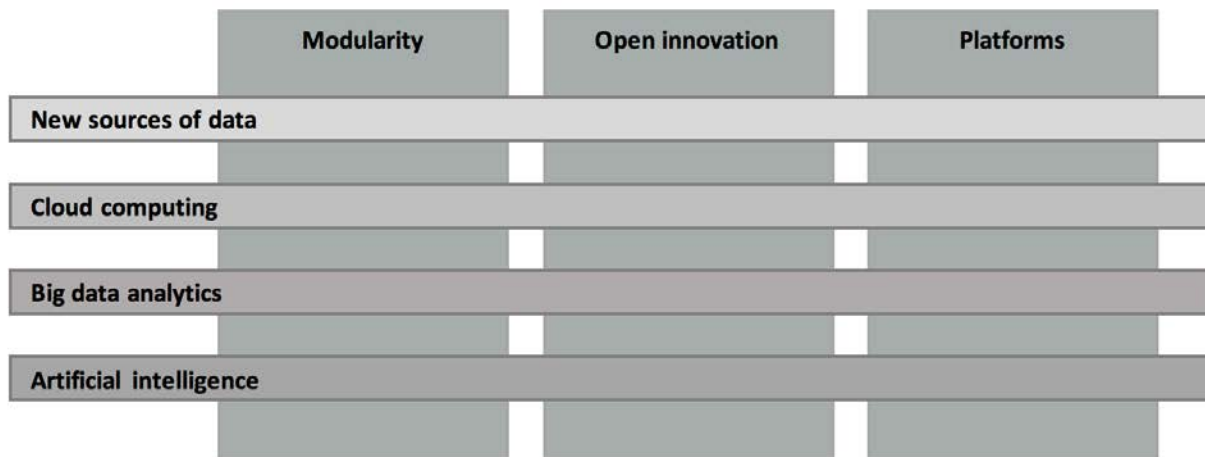 Modularity
Open innovation
Platforms
New sources of data
Cloud computing
Big data analytics
Artificial intelligence